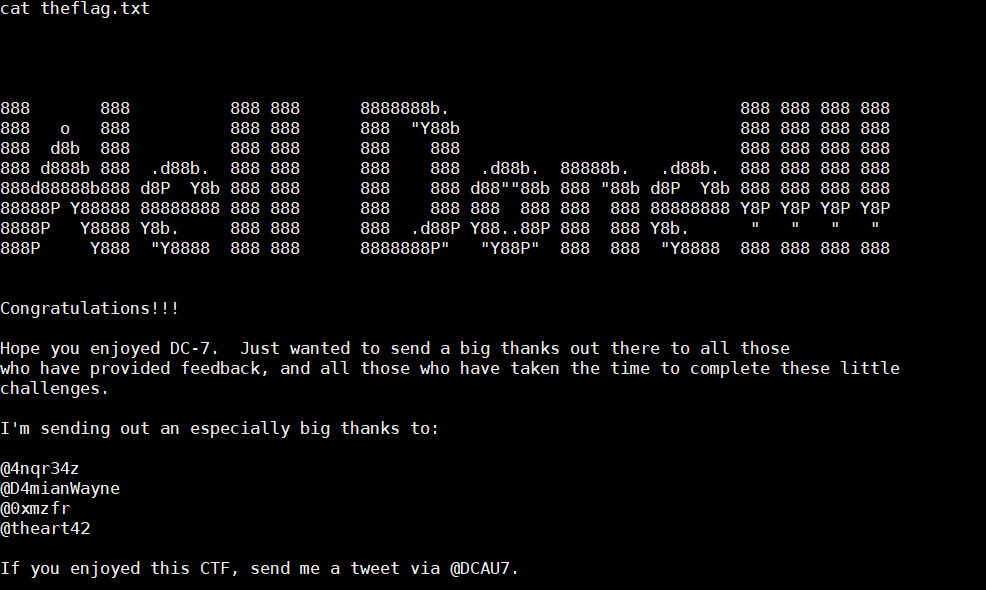 cat theflag.txt
888       888          888 888      8888888b.                             888 888 888 888
888   o   888          888 888      888  "Y88b                            888 888 888 888
888  d8b  888          888 888      888    888                            888 888 888 888
888 d888b 888  .d88b.  888 888      888    888  .d88b.  88888b.   .d88b.  888 888 888 888
888d88888b888 d8P  Y8b 888 888      888    888 d88""88b 888 "88b d8P  Y8b 888 888 888 888
88888P Y88888 88888888 888 888      888    888 888  888 888  888 88888888 Y8P Y8P Y8P Y8P
8888P   Y8888 Y8b.     888 888      888  .d88P Y88..88P 888  888 Y8b.      "   "   "   "
888P     Y888  "Y8888  888 888      8888888P"   "Y88P"  888  888  "Y8888  888 888 888 888
Congratulations!!!
Hope you enjoyed DC-7.  Just wanted to send a big thanks out there to all those
who have provided feedback, and all those who have taken the time to complete these little
challenges.
I'm sending out an especially big thanks to:
@4nqr34z
@D4mianWayne
@0xmzfr
@theart42
If you enjoyed this CTF, send me a tweet via @DCAU7.